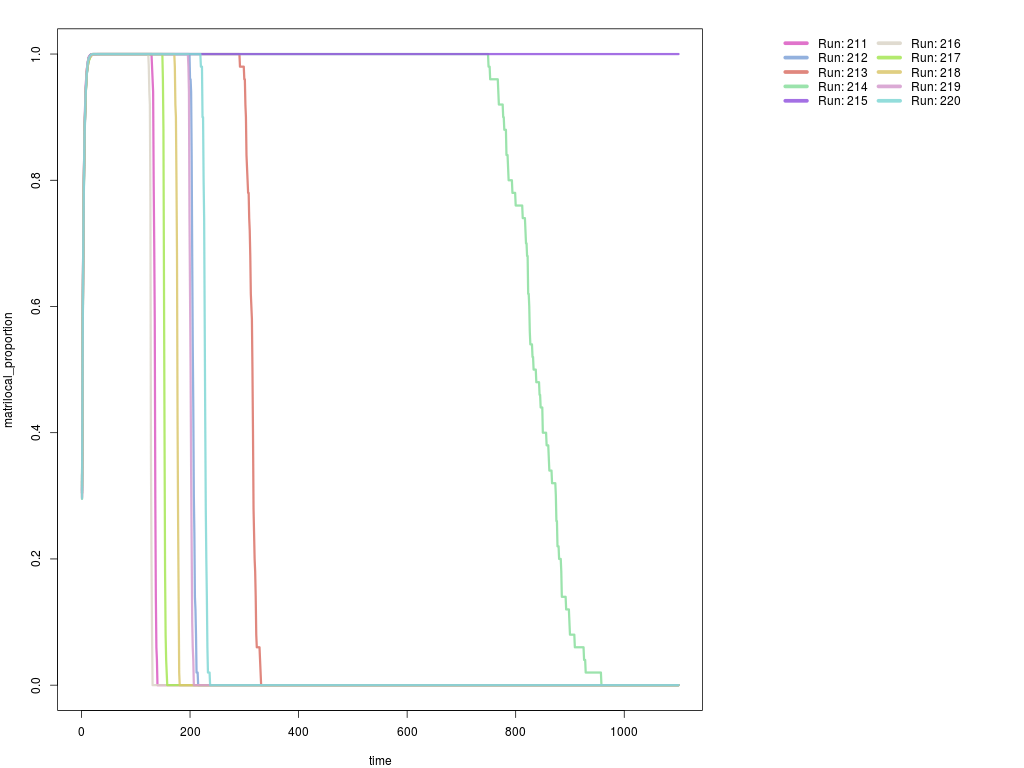 matrilocal_proportion
1.0
0.8
0.6
0.4
0.2
0.0
0 200 400 600 800 1000
time
Run: 211 Run: 216
Run: 212 Run: 217
Run: 213 Run: 218
Run: 214 Run: 219
Run: 215 Run: 220